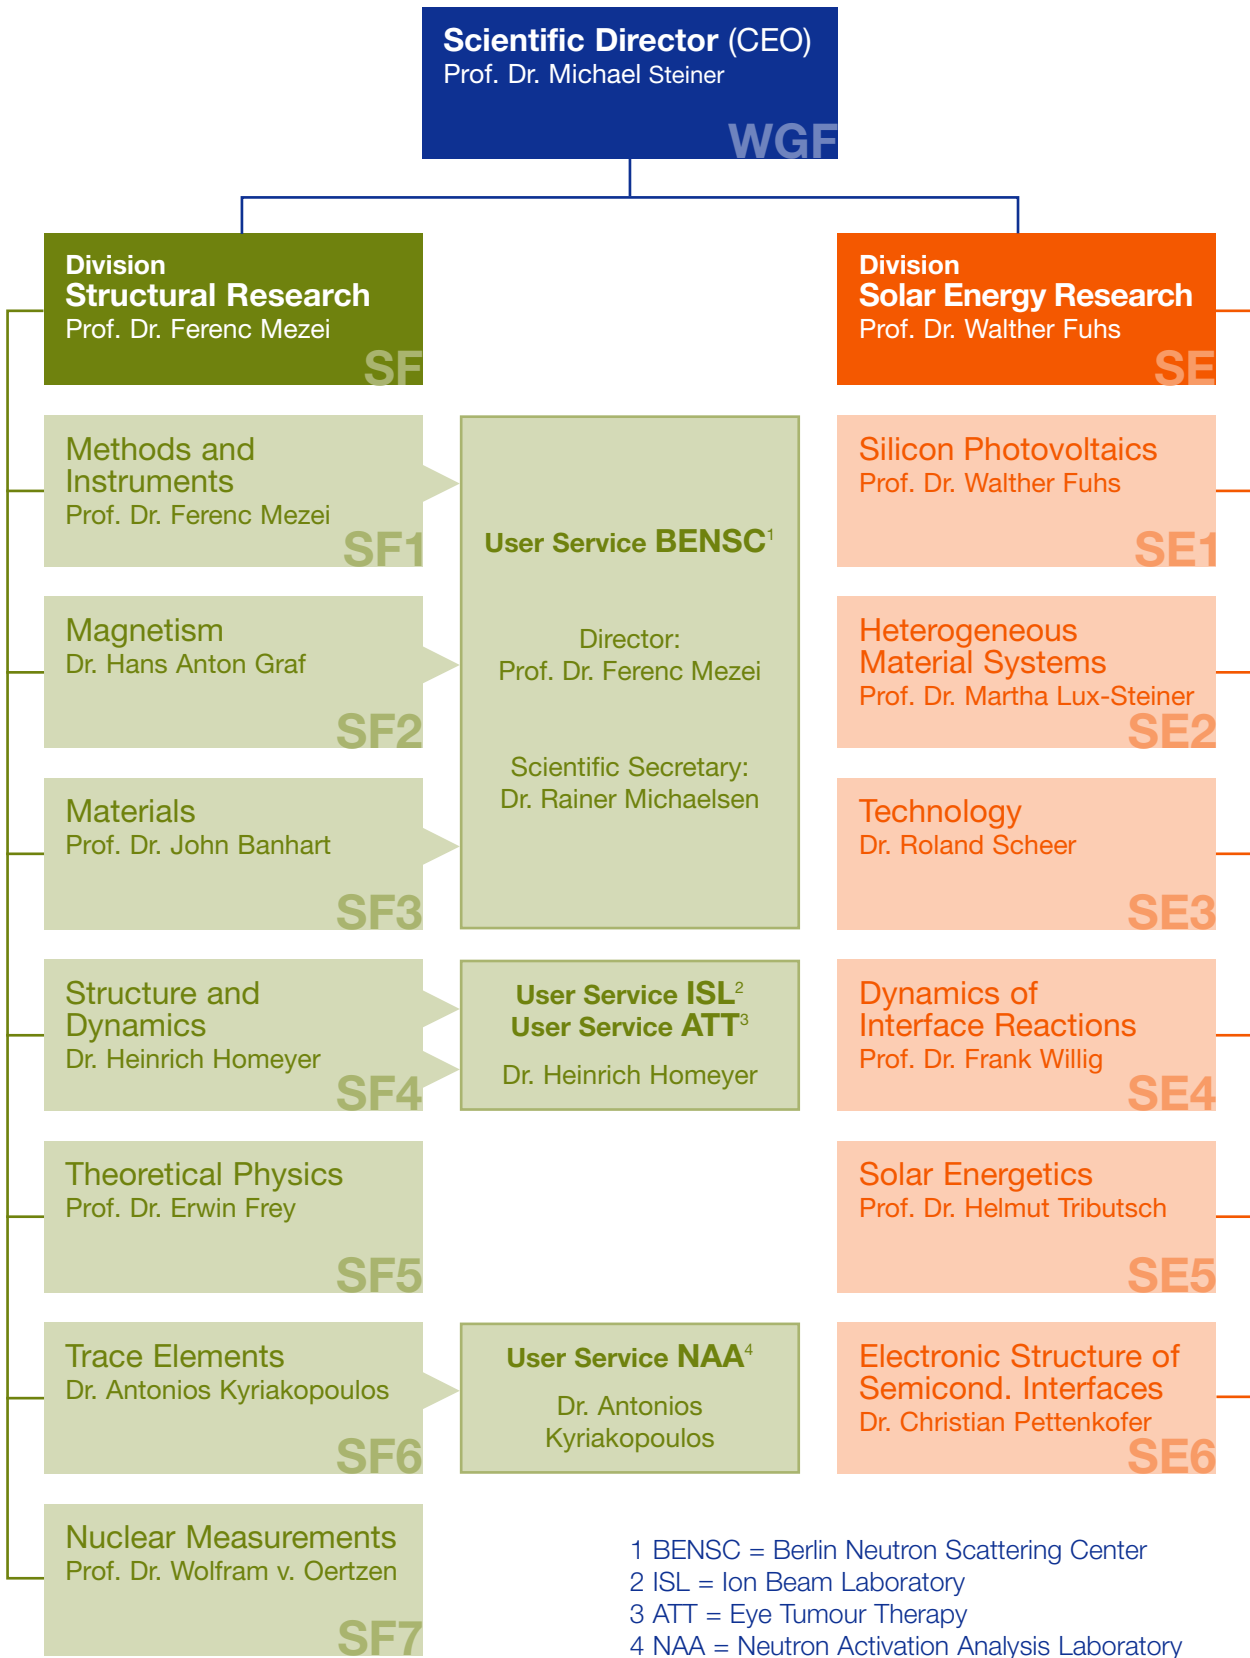 Scientific Director (CEO)
Prof. Dr. Michael Steiner
WGF
Division
Structural Research
Prof. Dr. Ferenc Mezei
SF
Division
Solar Energy Research
Prof. Dr. Walther Fuhs
SE
Methods and
Instruments
Prof. Dr. Ferenc Mezei
SF1
Magnetism
Dr. Hans Anton Graf
SF2
Materials
Prof. Dr. John Banhart
SF3
User Service BENSC1
Director:
Prof. Dr. Ferenc Mezei
Scientific Secretary:
Dr. Rainer Michaelsen
Silicon Photovoltaics
Prof. Dr. Walther Fuhs
SE1
Heterogeneous
Material Systems
Prof. Dr. Martha Lux-Steiner
SE2
Technology
Dr. Roland Scheer
SE3
Structure and
Dynamics
Dr. Heinrich Homeyer
SF4
User Service ISL2
User Service ATT3
Dr. Heinrich Homeyer
Dynamics of
Interface Reactions
Prof. Dr. Frank Willig
SE4
Theoretical Physics
Prof. Dr. Erwin Frey
SF5
Solar Energetics
Prof. Dr. Helmut Tributsch
SE5
Trace Elements
Dr. Antonios Kyriakopoulos
SF6
User Service NAA4
Dr. Antonios
Kyriakopoulos
Electronic Structure of
Semicond. Interfaces
Dr. Christian Pettenkofer
SE6
Nuclear Measurements
Prof. Dr. Wolfram v. Oertzen
SF7
1 BENSC = Berlin Neutron Scattering Center
2 ISL = Ion Beam Laboratory
3 ATT = Eye Tumour Therapy
4 NAA = Neutron Activation Analysis Laboratory